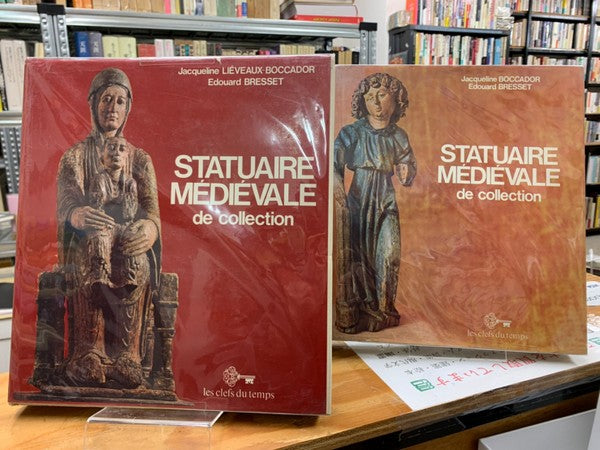 Jacqueline LIÉVEAUX-BOCCADOR
Edouard BRESSET
STATUAIRE
MÉDIÉVALE
de collection
les clefs du temps
Jacqueline BOCCADOR
Edouard BRESSET
STATUAIRE
MÉDIÉVALE
de collection
les clefs du temps